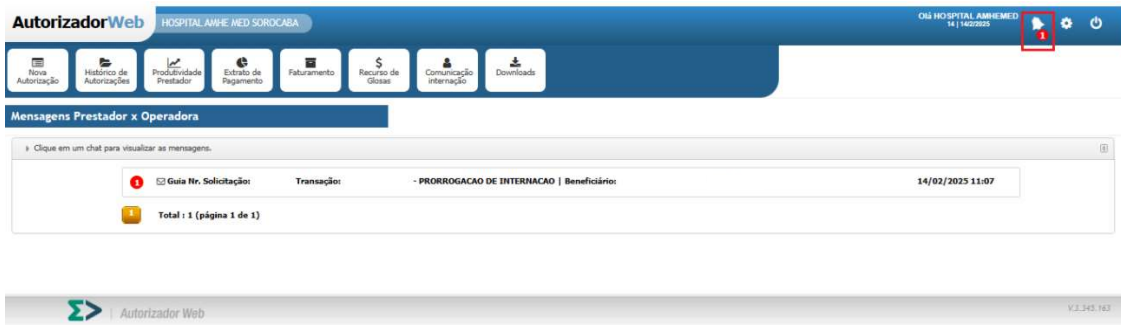 AutorizadorWeb
HOSPITAL AMHE MED SOROCABA
Olá HOSPITAL AMHEMED
14 | 14/2/2025
1
Nova Autorização
Histórico de Autorizações
Produtividade Prestador
Extrato de Pagamento
Faturamento
Recurso de Glosas
Comunicação internação
Downloads
Mensagens Prestador x Operadora
Clique em um chat para visualizar as mensagens.
1 Guia Nr. Solicitação: Transação: - PRORROGACAO DE INTERNACAO | Beneficiário: 14/02/2025 11:07
1 Total : 1 (página 1 de 1)
Autorizador Web
V.3.345.163